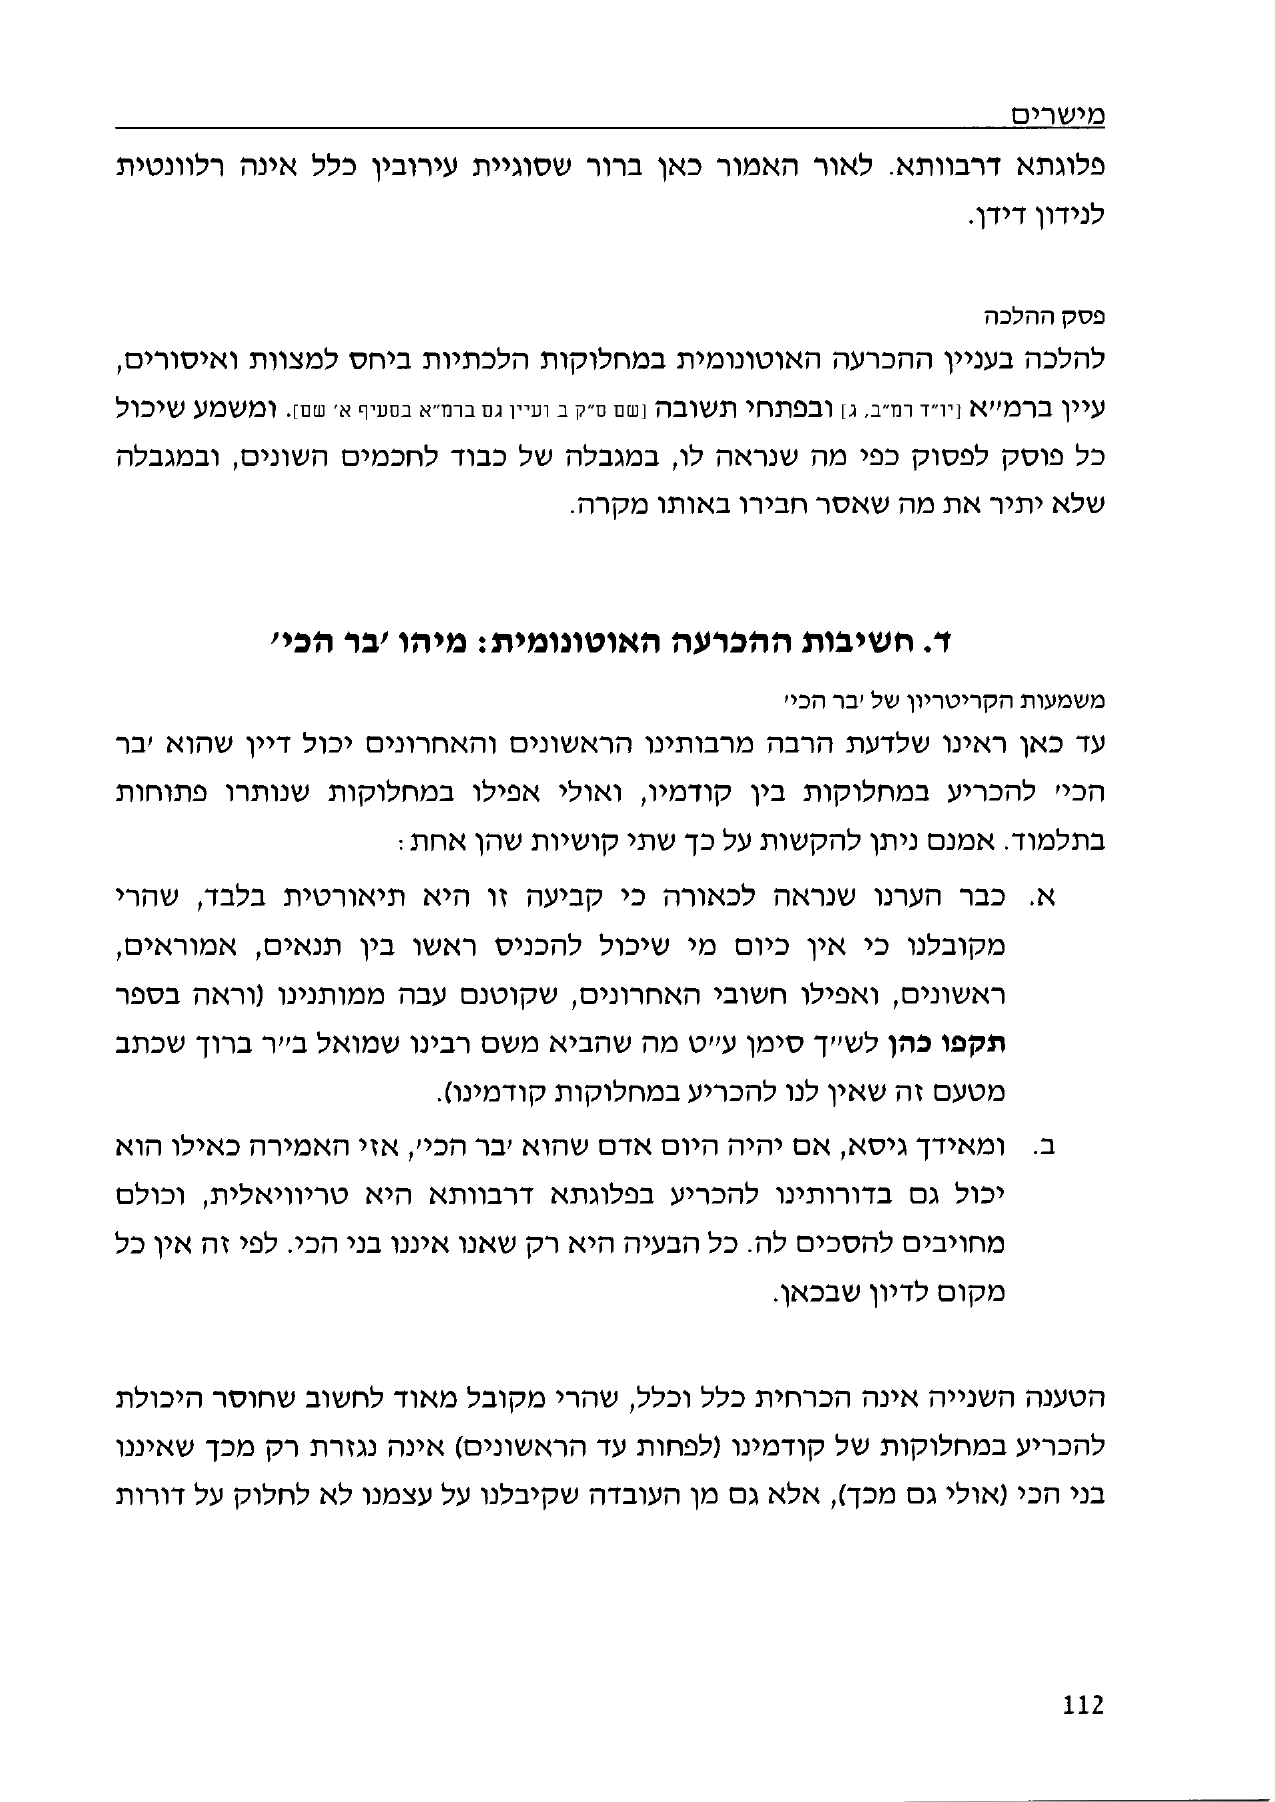 מישרים
פלוגתא דרבוותא. לאור האמור כאן ברור שסוגיית עירובין כלל אינה רלוונטית
לנידון דידן.
פסק ההלכה
להלכה בעניין ההכרעה האוטונומית במחלוקות הלכתיות ביחס למצוות ואיסורים,
עיין ברמ״א [יו״ד רמ״ב, ג] ובפתחי תשובה [שם ס״ק ב ועיין גם ברמ״א בסעיף א׳ שם]. ומשמע שיכול
כל פוסק לפסוק כפי מה שנראה לו, במגבלה של כבוד לחכמים השונים, ובמגבלה
שלא יתיר את מה שאסר חבירו באותו מקרה.
ד. חשיבות ההכרעה האוטונומית: מיהו ׳בר הכי׳
משמעות הקריטריון של ׳בר הכי׳
עד כאן ראינו שלדעת הרבה מרבותינו הראשונים והאחרונים יכול דיין שהוא ׳בר
הכי׳ להכריע במחלוקות בין קודמיו, ואולי אפילו במחלוקות שנותרו פתוחות
בתלמוד. אמנם ניתן להקשות על כך שתי קושיות שהן אחת:
א. כבר הערנו שנראה לכאורה כי קביעה זו היא תיאורטית בלבד, שהרי
מקובלנו כי אין כיום מי שיכול להכניס ראשו בין תנאים, אמוראים,
ראשונים, ואפילו חשובי האחרונים, שקוטנם עבה ממותנינו (וראה בספר
תקפו כהן לש״ך סימן ע״ט מה שהביא משם רבינו שמואל ב״ר ברוך שכתב
מטעם זה שאין לנו להכריע במחלוקות קודמינו).
ב. ומאידך גיסא, אם יהיה היום אדם שהוא ׳בר הכי׳, אזי האמירה כאילו הוא
יכול גם בדורותינו להכריע בפלוגתא דרבוותא היא טריוויאלית, וכולם
מחויבים להסכים לה. כל הבעיה היא רק שאנו איננו בני הכי. לפי זה אין כל
מקום לדיון שבכאן.
הטענה השנייה אינה הכרחית כלל וכלל, שהרי מקובל מאוד לחשוב שחוסר היכולת
להכריע במחלוקות של קודמינו (לפחות עד הראשונים) אינה נגזרת רק מכך שאיננו
בני הכי (אולי גם מכך), אלא גם מן העובדה שקיבלנו על עצמנו לא לחלוק על דורות
112